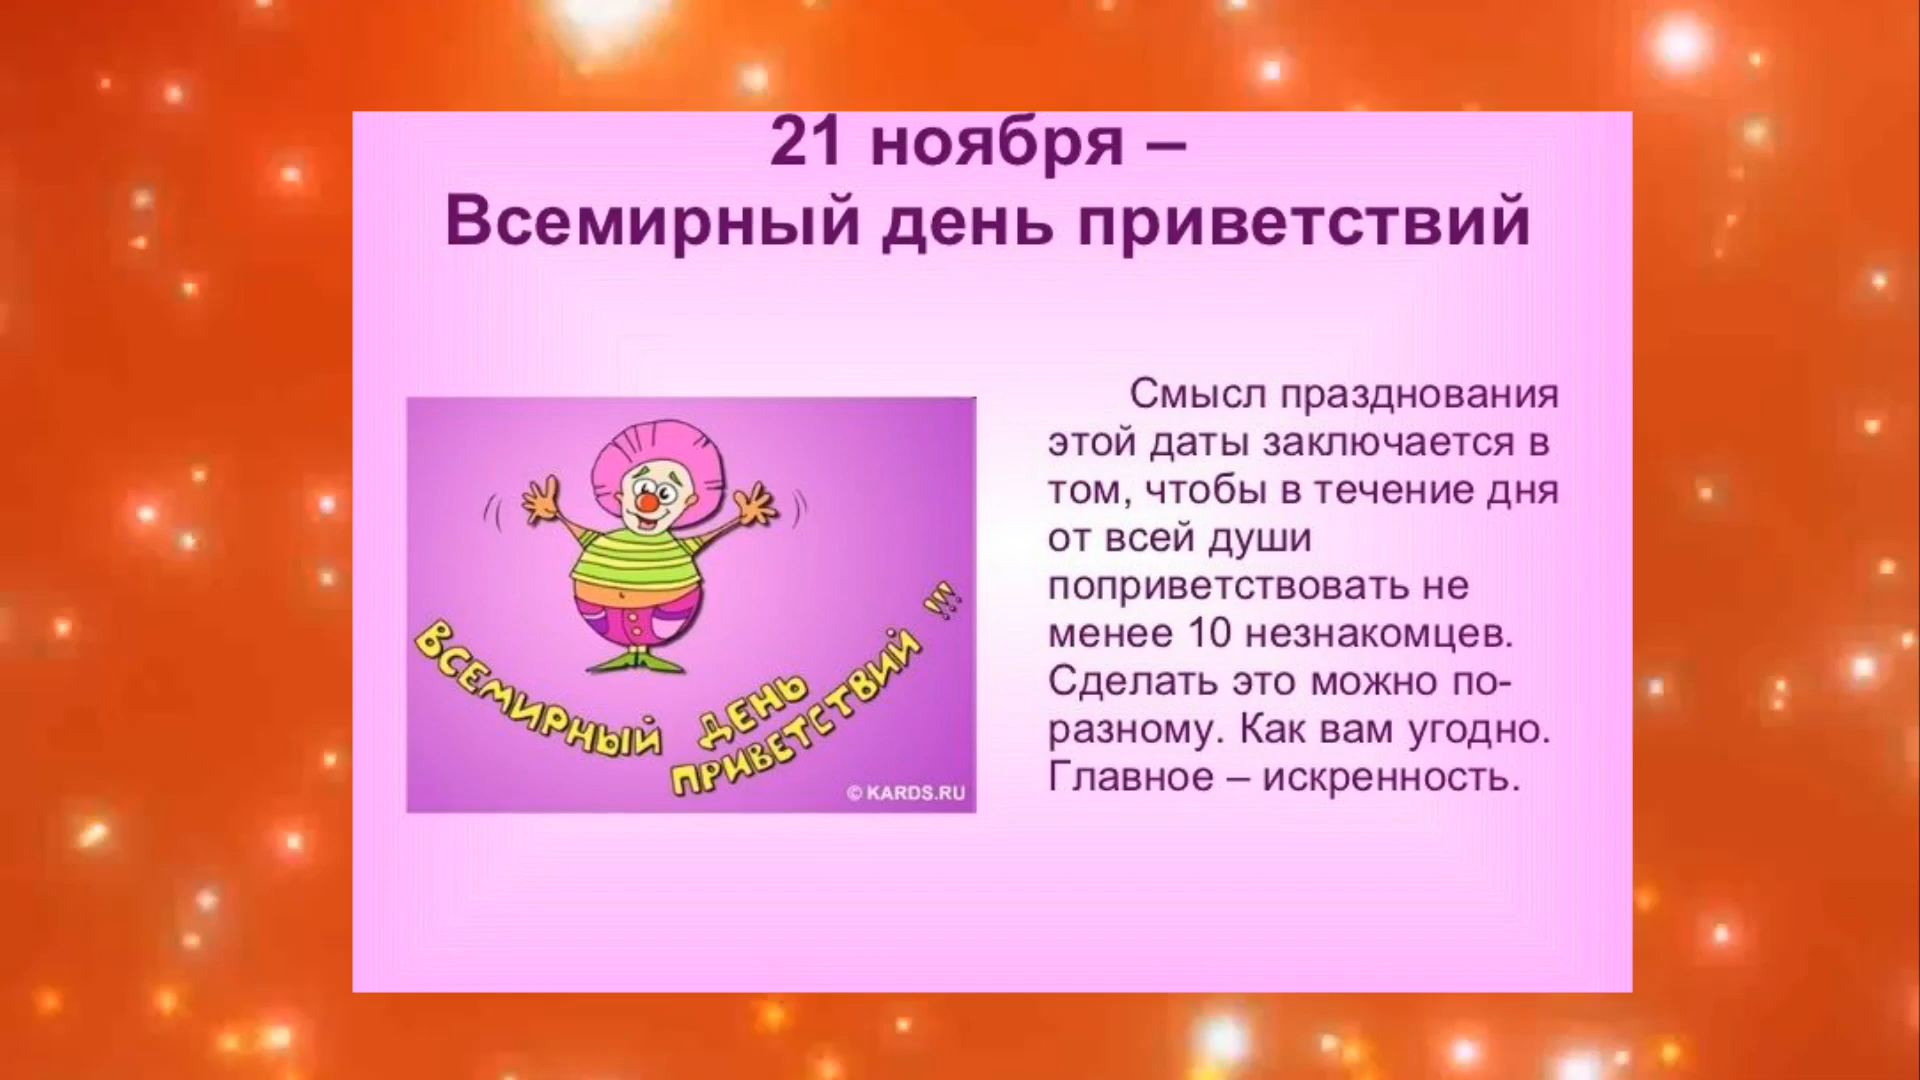 21 ноября –
Всемирный день приветствий
Смысл празднования
этой даты заключается в
том, чтобы в течение дня
от всей души
поприветствовать не
менее 10 незнакомцев.
Сделать это можно по-
разному. Как вам угодно.
Главное – искренность.
ВСЕМИРНЫЙ ДЕНЬ
ПРИВЕТСТВИЙ !!!
© KARDS.RU